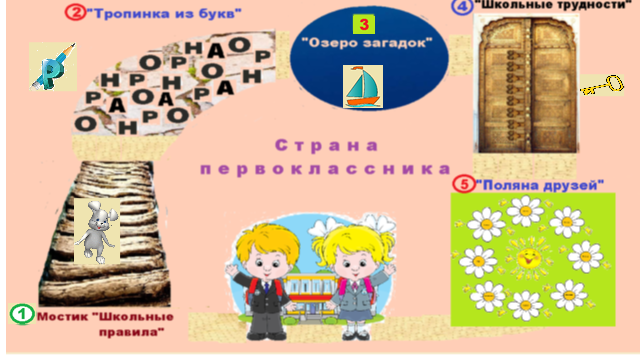 2 "Тропинка из букв"
3
"Озеро загадок"
4 "Школьные трудности"
Страна
первоклассника
5 "Поляна друзей"
1 Мостик "Школьные
правила"